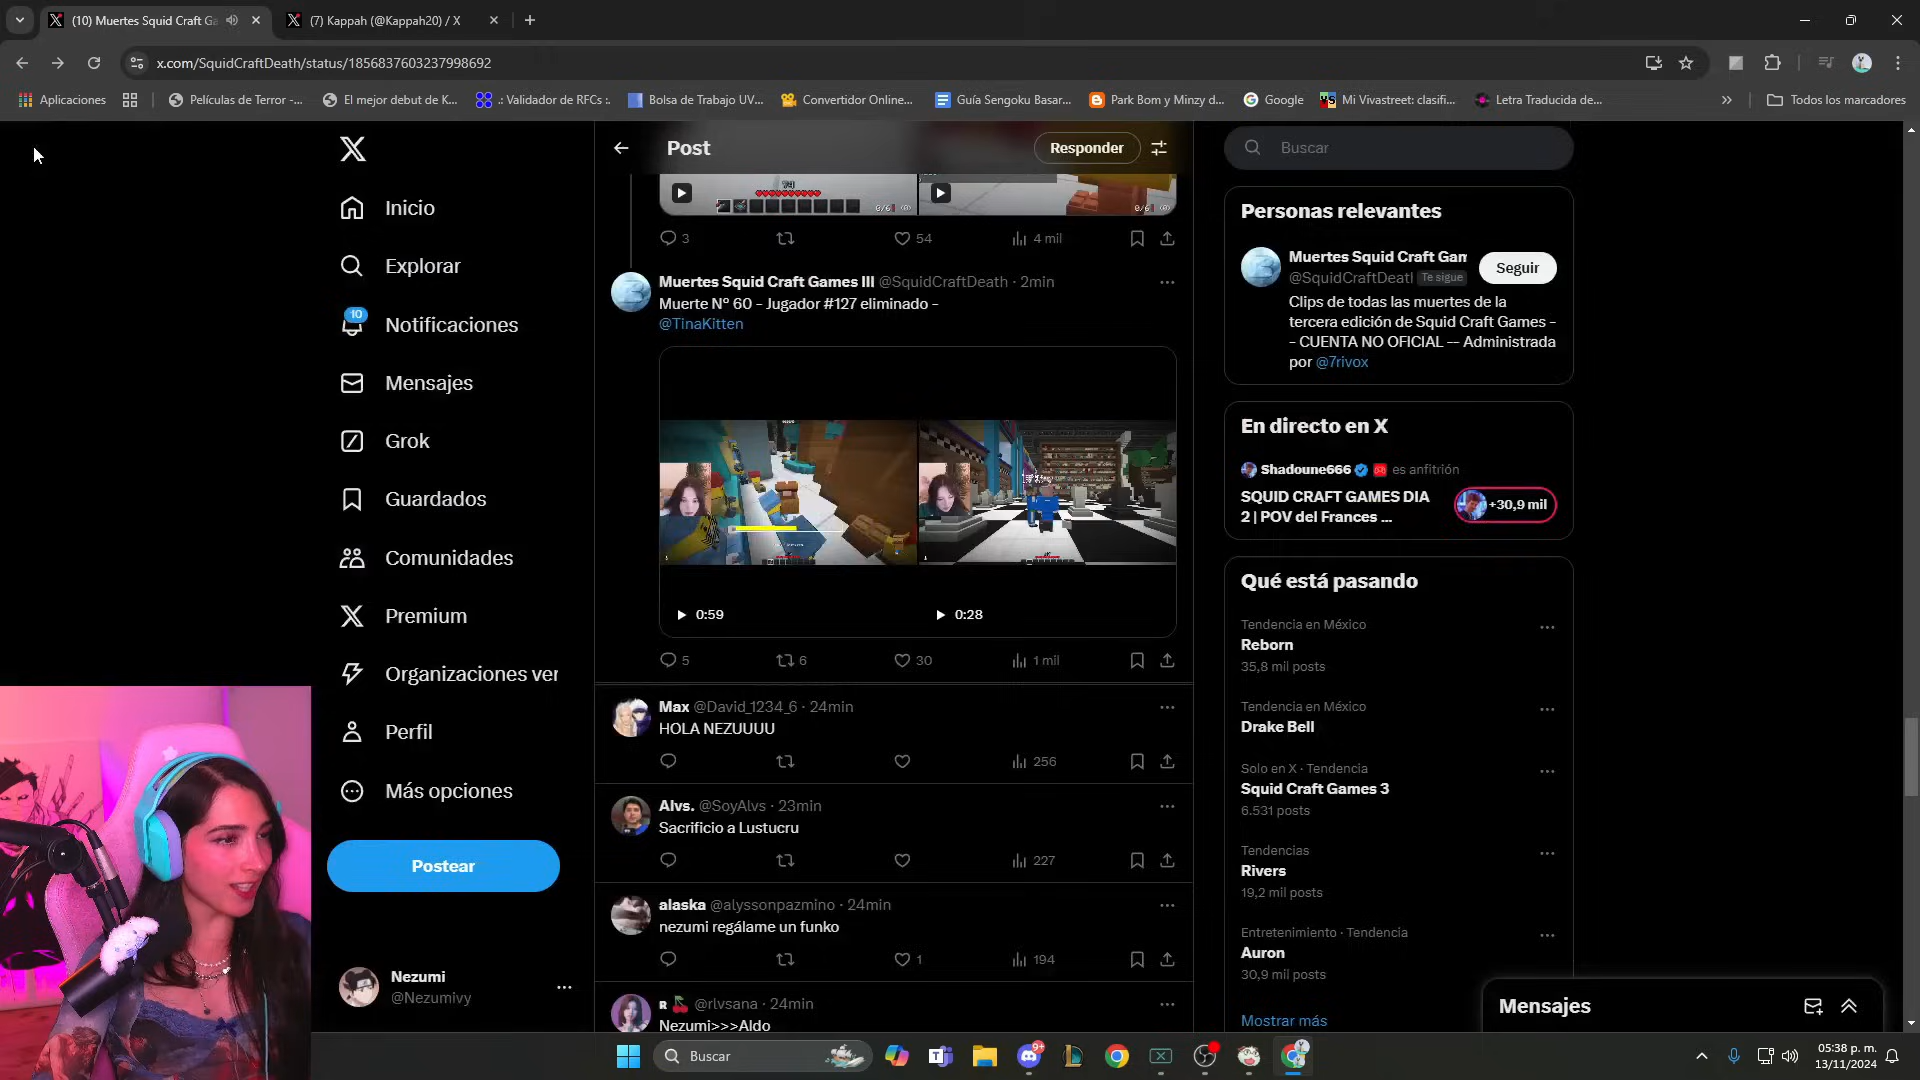 (10) Muertes Squid Craft Ga
(7) Kappah (@Kappah20) / X
x.com/SquidCraftDeath/status/1856837603237998692
Aplicaciones
Películas de Terror -...
El mejor debut de K...
.: Validador de RFCs :.
Bolsa de Trabajo UV...
Convertidor Online...
Guía Sengoku Basar...
Park Bom y Minzy d...
Google
Mi Vivastreet: clasifi...
Letra Traducida de...
Todos los marcadores
Inicio
Explorar
10
Notificaciones
Mensajes
Grok
Guardados
Comunidades
Premium
Organizaciones ver
Perfil
Más opciones
Postear
Nezumi
@Nezumivy
Post
Responder
0/6
0/6
3
54
4 mil
Muertes Squid Craft Games III @SquidCraftDeath · 2min
Muerte Nº 60 - Jugador #127 eliminado -
@TinaKitten
0:59
0:28
5
6
30
1 mil
Max @David_1234_6 · 24min
HOLA NEZUUUU
256
Alvs. @SoyAlvs · 23min
Sacrificio a Lustucru
227
alaska @alyssonpazmino · 24min
nezumi regálame un funko
1
194
ʀ 🍒 @rlvsana · 24min
Nezumi>>>Aldo
Buscar
Personas relevantes
Muertes Squid Craft Gam
@SquidCraftDeatl Te sigue
Seguir
Clips de todas las muertes de la
tercera edición de Squid Craft Games -
- CUENTA NO OFICIAL -- Administrada
por @7rivox
En directo en X
Shadoune666 es anfitrión
SQUID CRAFT GAMES DIA
2 | POV del Frances ...
+30,9 mil
Qué está pasando
Tendencia en México
Reborn
35,8 mil posts
Tendencia en México
Drake Bell
Solo en X · Tendencia
Squid Craft Games 3
6.531 posts
Tendencias
Rivers
19,2 mil posts
Entretenimiento · Tendencia
Auron
30,9 mil posts
Mostrar más
Mensajes
Buscar
9+
05:38 p. m.
13/11/2024